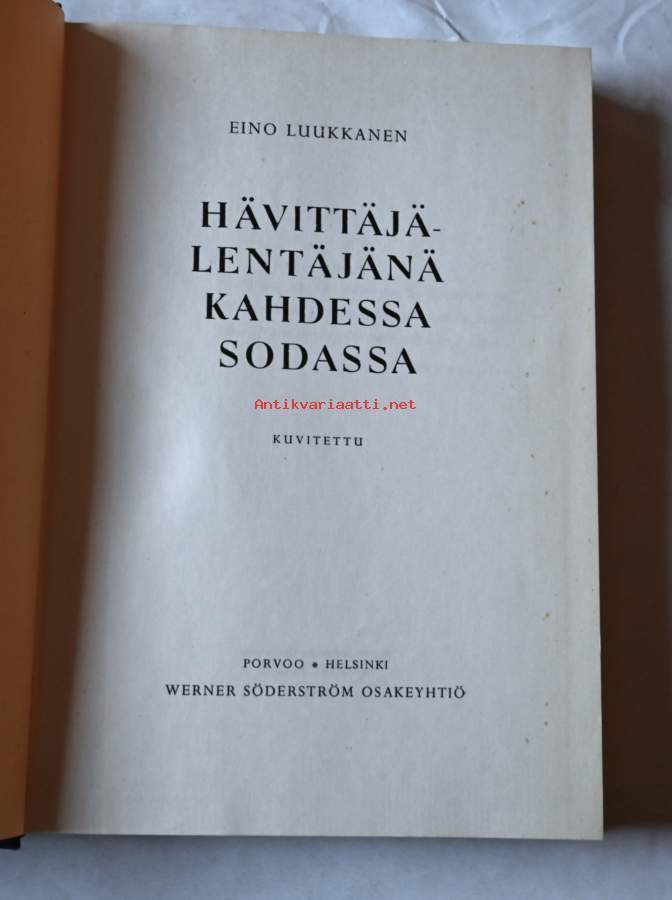 EINO LUUKKANEN
HÄVITTÄJÄ-
LENTÄJÄNÄ
KAHDESSA
SODASSA
Antikvariaatti.net
KUVITETTU
PORVOO • HELSINKI
WERNER SÖDERSTRÖM OSAKEYHTIÖ